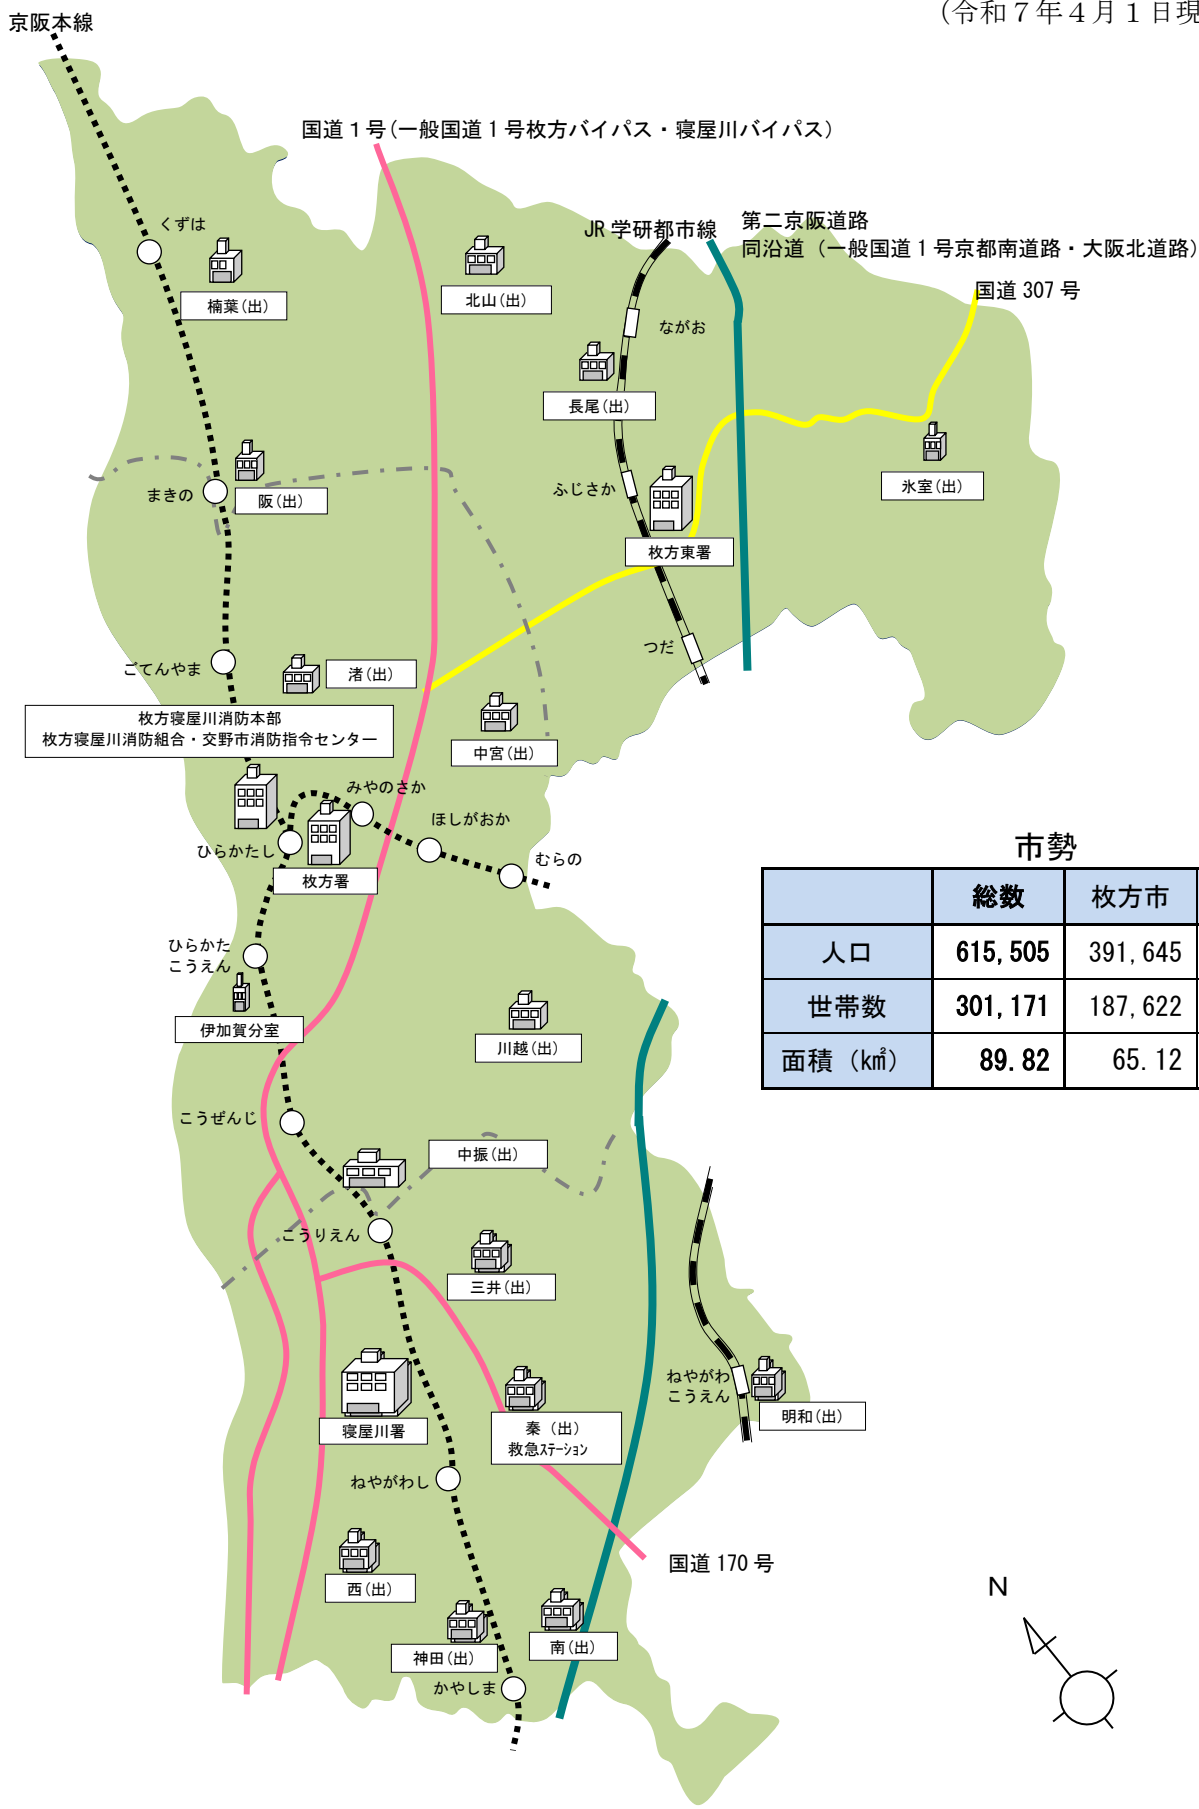 (令和７年４月１日現
京阪本線
国道１号(一般国道１号枚方バイパス・寝屋川バイパス)
JR学研都市線
第二京阪道路
同沿道（一般国道１号京都南道路・大阪北道路）
国道307号
くずは
楠葉(出)
北山(出)
ながお
長尾(出)
まきの
阪(出)
ふじさか
氷室(出)
枚方東署
ごてんやま
渚(出)
つだ
枚方寝屋川消防本部
枚方寝屋川消防組合・交野市消防指令センター
中宮(出)
みやのさか
ほしがおか
ひらかたし
むらの
枚方署
市勢
総数 枚方市
人口 615,505 391,645
世帯数 301,171 187,622
面積（㎢） 89.82 65.12
ひらかた
こうえん
伊加賀分室
川越(出)
こうぜんじ
中振(出)
こうりえん
三井(出)
ねやがわ
こうえん
明和(出)
寝屋川署
秦（出）
救急ｽﾃｰｼｮﾝ
ねやがわし
国道170号
西(出)
神田(出)
南(出)
かやしま
N